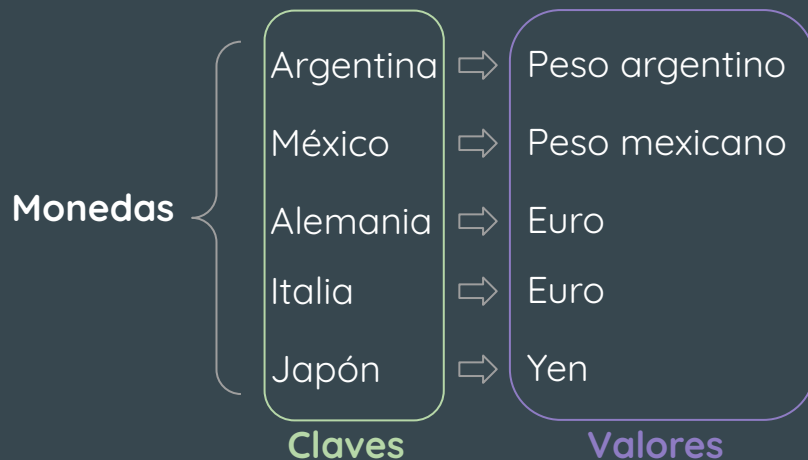 Argentina Peso argentino
México Peso mexicano
Monedas
Alemania Euro
Italia Euro
Japón Yen
Claves Valores